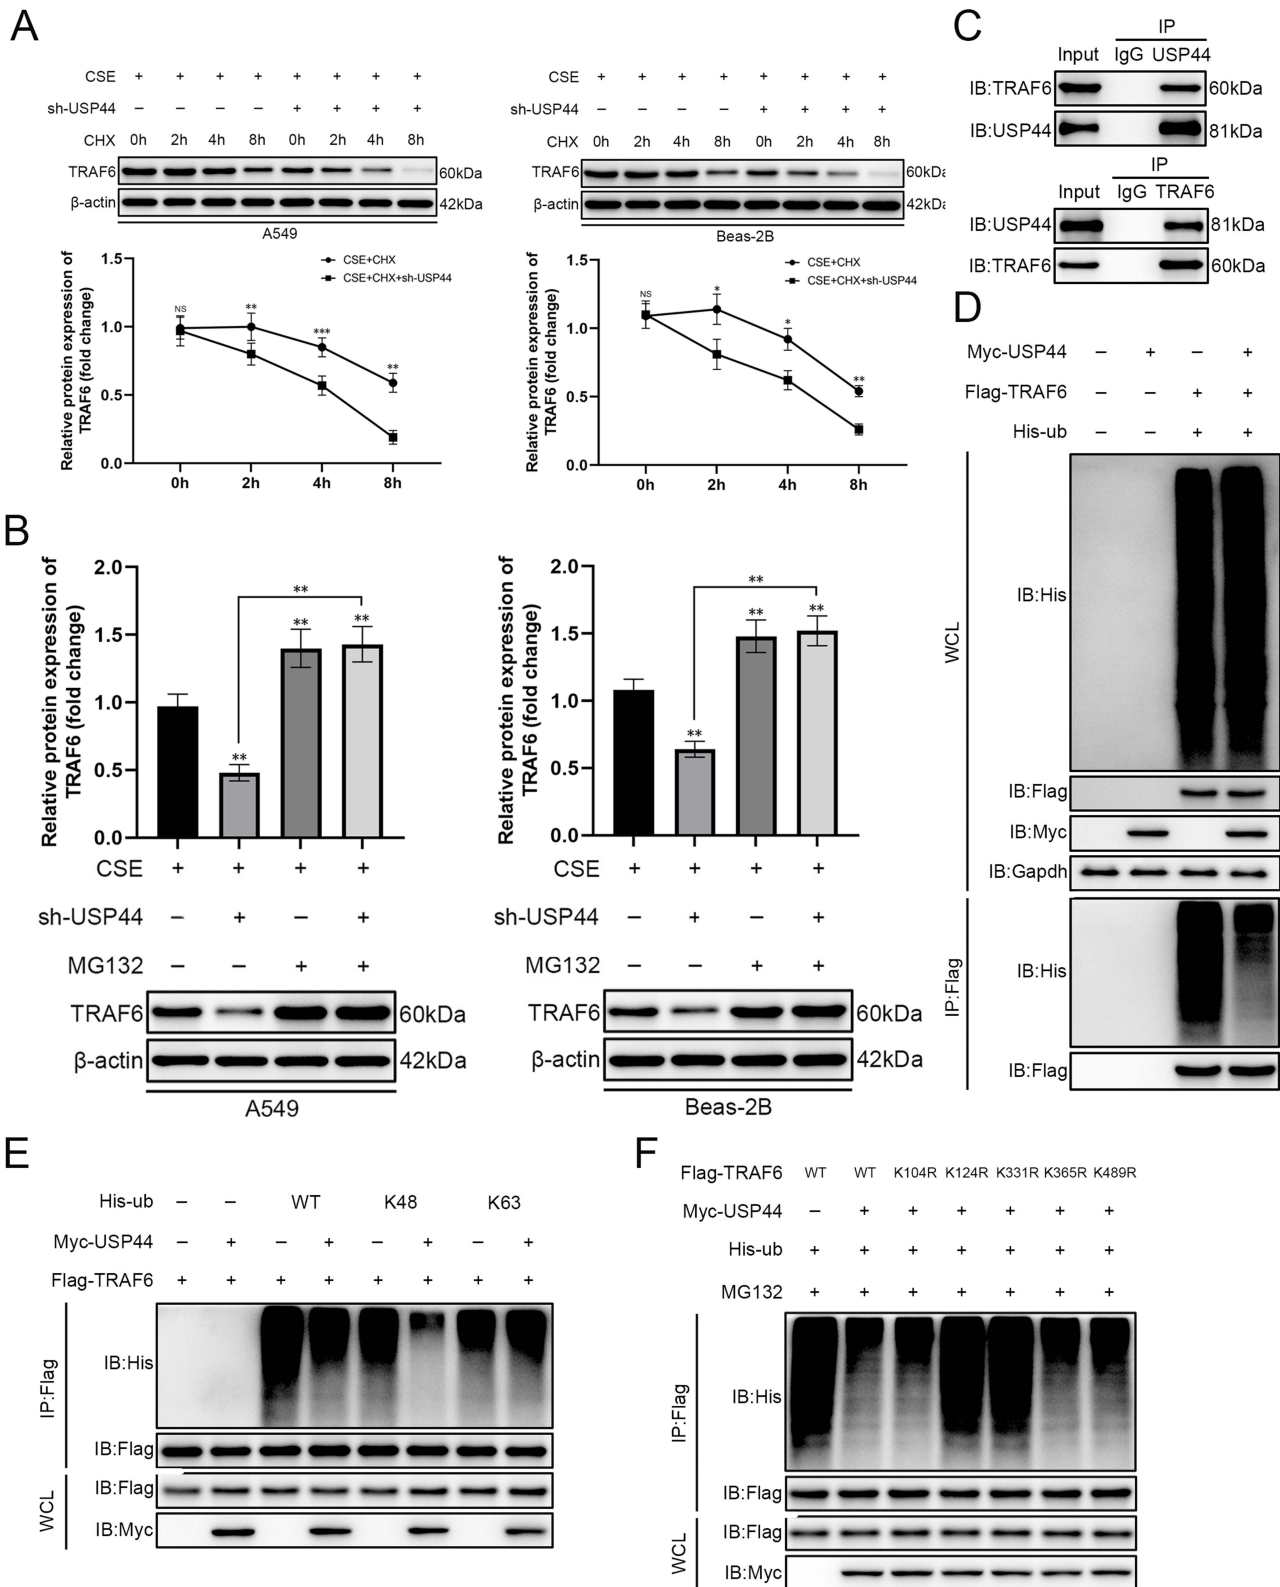 A
CSE + + + + + + + +
sh-USP44 − − − − + + + +
CHX 0h 2h 4h 8h 0h 2h 4h 8h
TRAF6 60kDa
β-actin 42kDa
A549
Relative protein expression of
TRAF6 (fold change)
1.5
1.0
0.5
0.0
CSE+CHX
CSE+CHX+sh-USP44
NS ** *** **
0h 2h 4h 8h
CSE + + + + + + + +
sh-USP44 − − − − + + + +
CHX 0h 2h 4h 8h 0h 2h 4h 8h
TRAF6 60kDa
β-actin 42kDa
Beas-2B
Relative protein expression of
TRAF6 (fold change)
1.5
1.0
0.5
0.0
CSE+CHX
CSE+CHX+sh-USP44
NS * * **
0h 2h 4h 8h
B
Relative protein expression of
TRAF6 (fold change)
2.0
1.5
1.0
0.5
0.0
**
** ** **
CSE + + + +
sh-USP44 − + − +
MG132 − − + +
TRAF6 60kDa
β-actin 42kDa
A549
Relative protein expression of
TRAF6 (fold change)
2.0
1.5
1.0
0.5
0.0
**
** ** **
CSE + + + +
sh-USP44 − + − +
MG132 − − + +
TRAF6 60kDa
β-actin 42kDa
Beas-2B
C
IP
Input IgG USP44
IB:TRAF6 60kDa
IB:USP44 81kDa
IP
Input IgG TRAF6
IB:USP44 81kDa
IB:TRAF6 60kDa
D
Myc-USP44 − + − +
Flag-TRAF6 − − + +
His-ub − − + +
WCL
IB:His
IB:Flag
IB:Myc
IB:Gapdh
IP:Flag
IB:His
IB:Flag
E
His-ub − − WT K48 K63
Myc-USP44 − + − + − + − +
Flag-TRAF6 + + + + + + + +
IP:Flag
IB:His
IB:Flag
WCL
IB:Flag
IB:Myc
F
Flag-TRAF6 WT WT K104R K124R K331R K365R K489R
Myc-USP44 − + + + + + +
His-ub + + + + + + +
MG132 + + + + + + +
IP:Flag
IB:His
IB:Flag
WCL
IB:Flag
IB:Myc